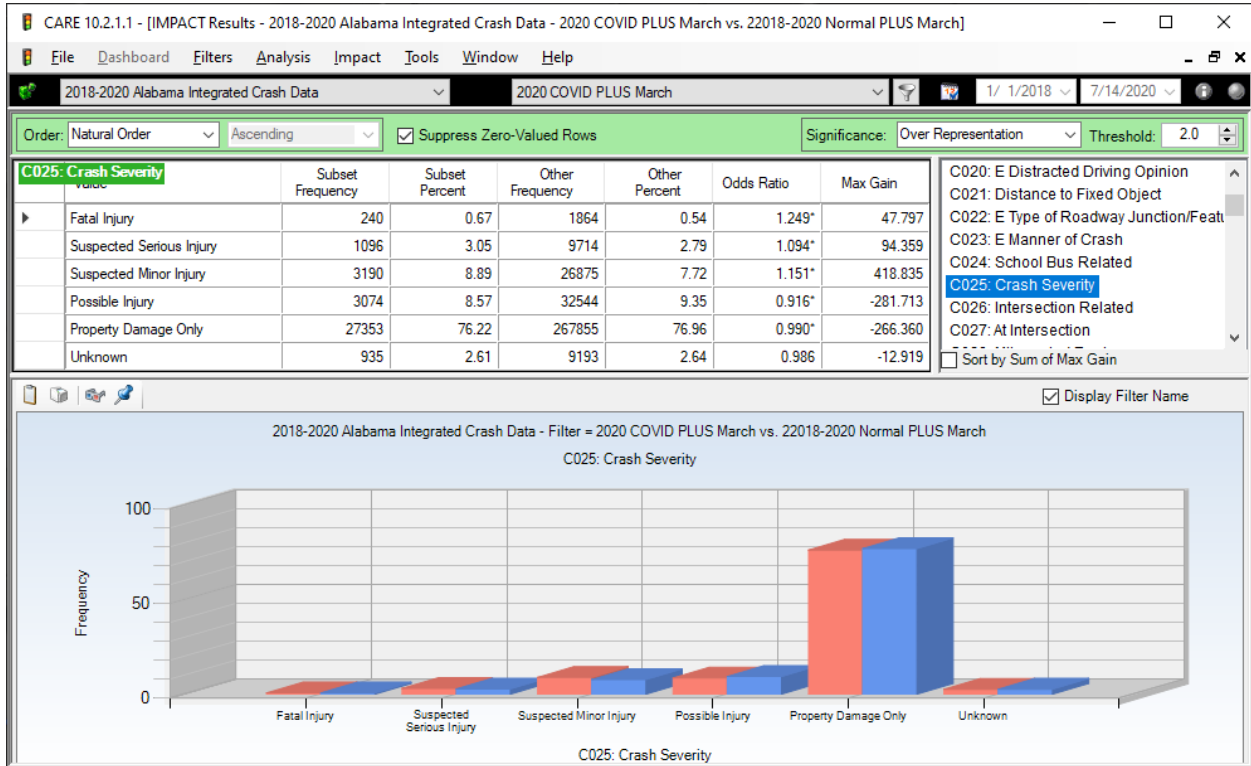 CARE 10.2.1.1 - [IMPACT Results - 2018-2020 Alabama Integrated Crash Data - 2020 COVID PLUS March vs. 22018-2020 Normal PLUS March]
File Dashboard Filters Analysis Impact Tools Window Help
2018-2020 Alabama Integrated Crash Data 2020 COVID PLUS March 1/ 1/2018 7/14/2020
Order: Natural Order Ascending Suppress Zero-Valued Rows Significance: Over Representation Threshold: 2.0
C025: Crash Severity Subset Frequency Subset Percent Other Frequency Other Percent Odds Ratio Max Gain
Fatal Injury 240 0.67 1864 0.54 1.249* 47.797
Suspected Serious Injury 1096 3.05 9714 2.79 1.094* 94.359
Suspected Minor Injury 3190 8.89 26875 7.72 1.151* 418.835
Possible Injury 3074 8.57 32544 9.35 0.916* -281.713
Property Damage Only 27353 76.22 267855 76.96 0.990* -266.360
Unknown 935 2.61 9193 2.64 0.986 -12.919
C020: E Distracted Driving Opinion
C021: Distance to Fixed Object
C022: E Type of Roadway Junction/Featu
C023: E Manner of Crash
C024: School Bus Related
C025: Crash Severity
C026: Intersection Related
C027: At Intersection
Sort by Sum of Max Gain
Display Filter Name
2018-2020 Alabama Integrated Crash Data - Filter = 2020 COVID PLUS March vs. 22018-2020 Normal PLUS March
C025: Crash Severity
100
50
0
Frequency
Fatal Injury
Suspected
Serious Injury
Suspected Minor Injury
Possible Injury
Property Damage Only
Unknown
C025: Crash Severity